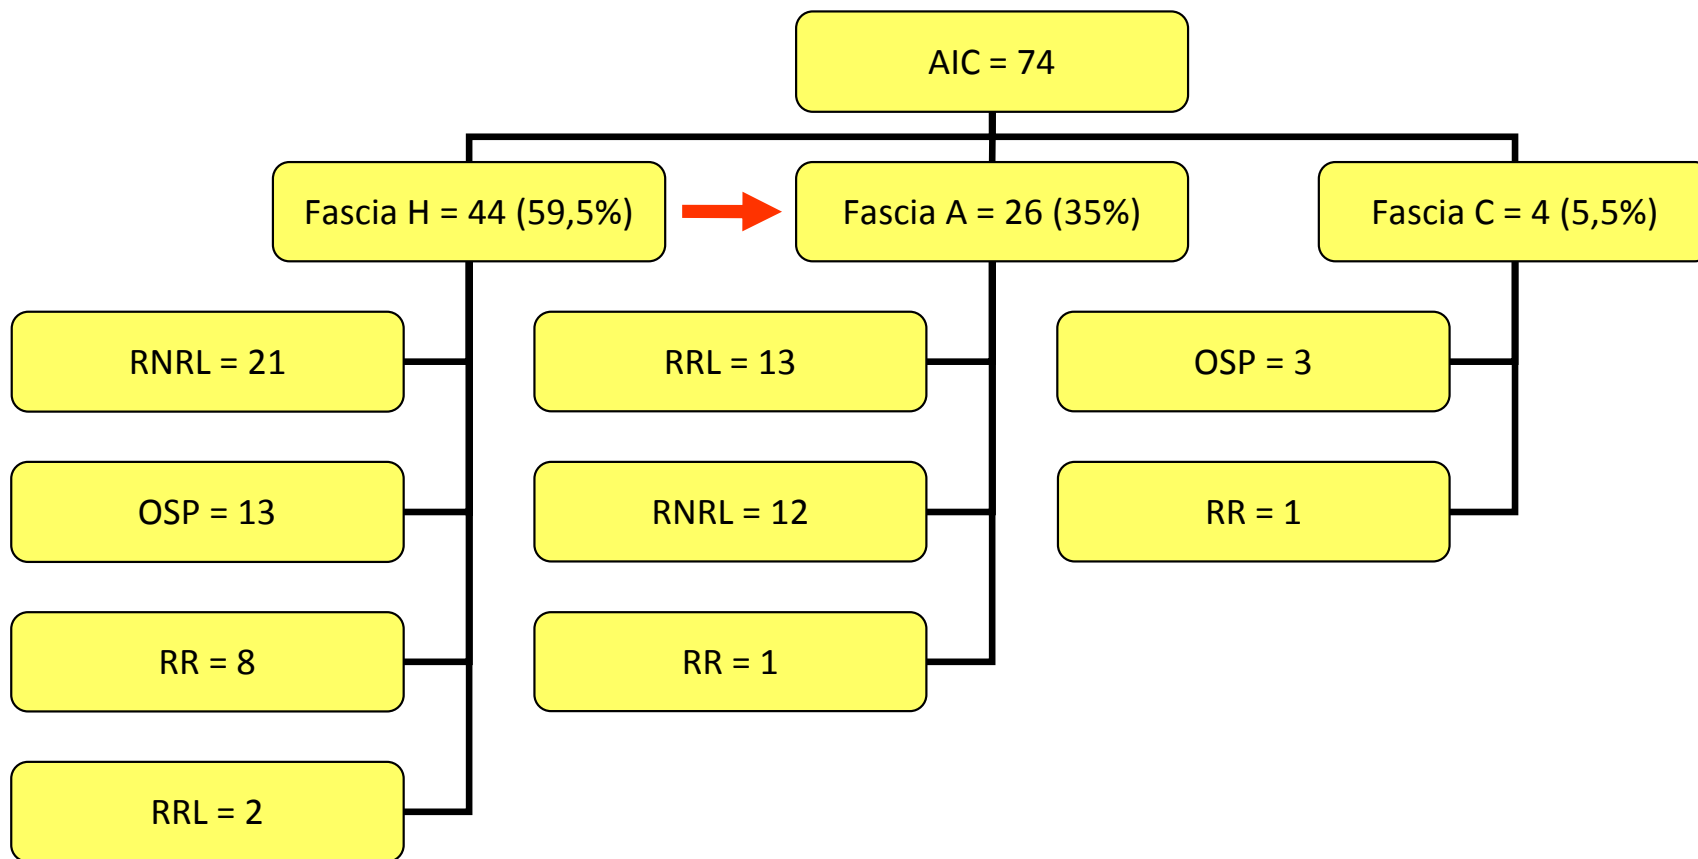 AIC = 74
Fascia H = 44 (59,5%)
Fascia A = 26 (35%)
Fascia C = 4 (5,5%)
RNRL = 21
RRL = 13
OSP = 3
OSP = 13
RNRL = 12
RR = 1
RR = 8
RR = 1
RRL = 2